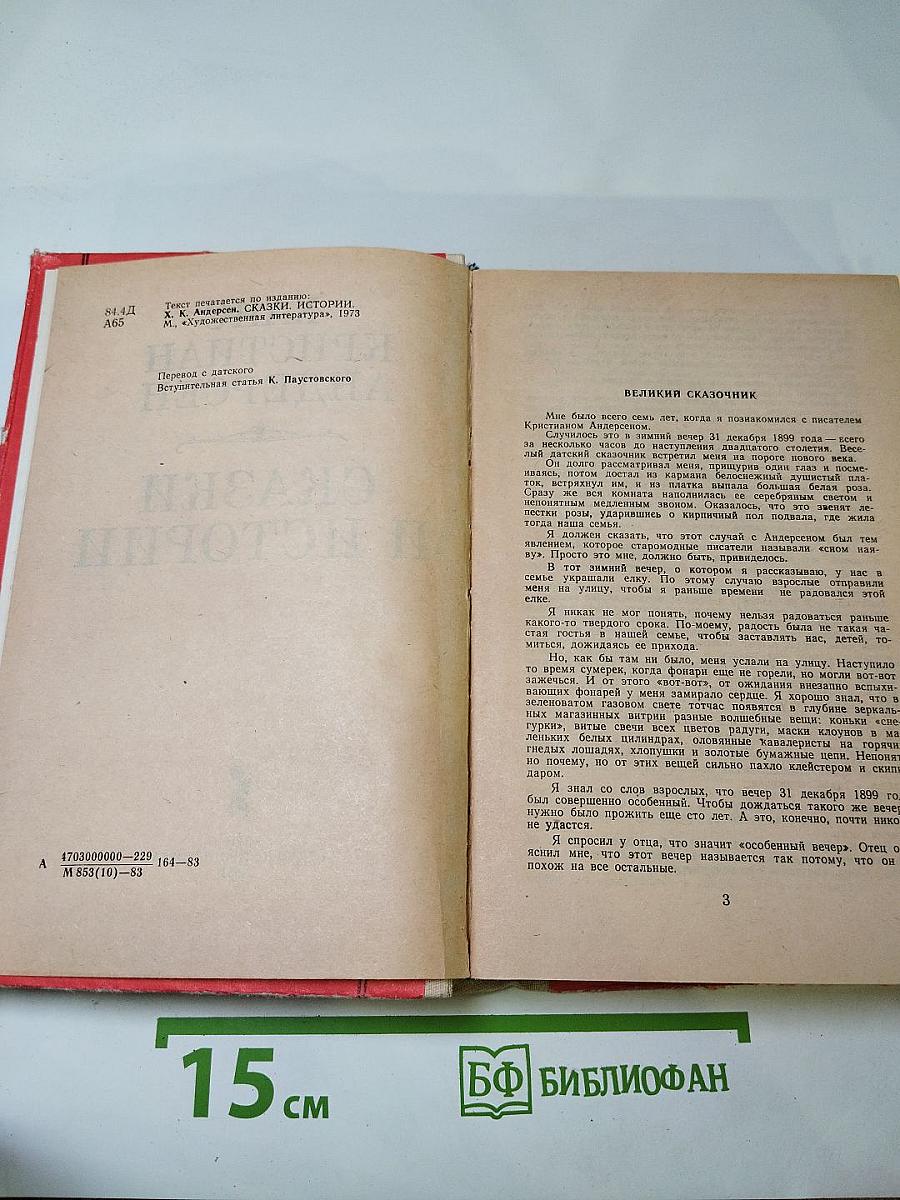 84.4Д
А65
Текст печатается по изданию:
Х. К. Андерсен. СКАЗКИ. ИСТОРИИ.
М., «Художественная литература», 1973
Перевод с датского
Вступительная статья К. Паустовского
А 4703000000—229 164—83
М 853(10)—83
ВЕЛИКИЙ СКАЗОЧНИК
Мне было всего семь лет, когда я познакомился с писателем
Кристианом Андерсеном.
Случилось это в зимний вечер 31 декабря 1899 года — всего
за несколько часов до наступления двадцатого столетия. Весе-
лый датский сказочник встретил меня на пороге нового века.
Он долго рассматривал меня, прищурив один глаз и посме-
иваясь, потом достал из кармана белоснежный душистый пла-
ток, встряхнул им, и из платка выпала большая белая роза.
Сразу же вся комната наполнилась ее серебряным светом и
непонятным медленным звоном. Оказалось, что это звенят ле-
пестки розы, ударившись о кирпичный пол подвала, где жила
тогда наша семья.
Я должен сказать, что этот случай с Андерсеном был тем
явлением, которое старомодные писатели называли «сном ная-
ву». Просто это мне, должно быть, привиделось.
В тот зимний вечер, о котором я рассказываю, у нас в
семье украшали елку. По этому случаю взрослые отправили
меня на улицу, чтобы я раньше времени не радовался этой
елке.
Я никак не мог понять, почему нельзя радоваться раньше
какого-то твердого срока. По-моему, радость была не такая ча-
стая гостья в нашей семье, чтобы заставлять нас, детей, то-
миться, дожидаясь ее прихода.
Но, как бы там ни было, меня услали на улицу. Наступило
то время сумерек, когда фонари еще не горели, но могли вот-вот
зажечься. И от этого «вот-вот», от ожидания внезапно вспыхи-
вающих фонарей у меня замирало сердце. Я хорошо знал, что в
зеленоватом газовом свете тотчас появятся в глубине зеркаль-
ных магазинных витрин разные волшебные вещи: коньки «сне-
гурки», витые свечи всех цветов радуги, маски клоунов в ма
леньких белых цилиндрах, оловянные кавалеристы на горячи
гнедых лошадях, хлопушки и золотые бумажные цепи. Непонят
но почему, но от этих вещей сильно пахло клейстером и скипи
даром.
Я знал со слов взрослых, что вечер 31 декабря 1899 го
был совершенно особенный. Чтобы дождаться такого же вечер
нужно было прожить еще сто лет. А это, конечно, почти нико
не удастся.
Я спросил у отца, что значит «особенный вечер». Отец о
яснил мне, что этот вечер называется так потому, что он
похож на все остальные.
3
15 см
БФ БИБЛИОФАН